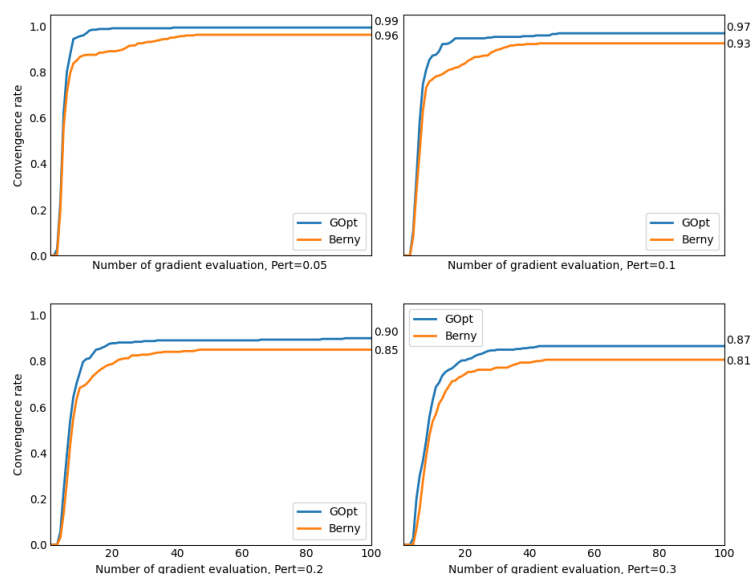 1.0
0.8
0.6
0.4
0.2
0.0
Convengence rate
0.99
0.96
GOpt
Berny
Number of gradient evaluation, Pert=0.05
0.97
0.93
GOpt
Berny
Number of gradient evaluation, Pert=0.1
1.0
0.8
0.6
0.4
0.2
0.0
Convengence rate
0.90
0.85
GOpt
Berny
20 40 60 80 100
Number of gradient evaluation, Pert=0.2
GOpt
Berny
0.87
0.81
20 40 60 80 100
Number of gradient evaluation, Pert=0.3